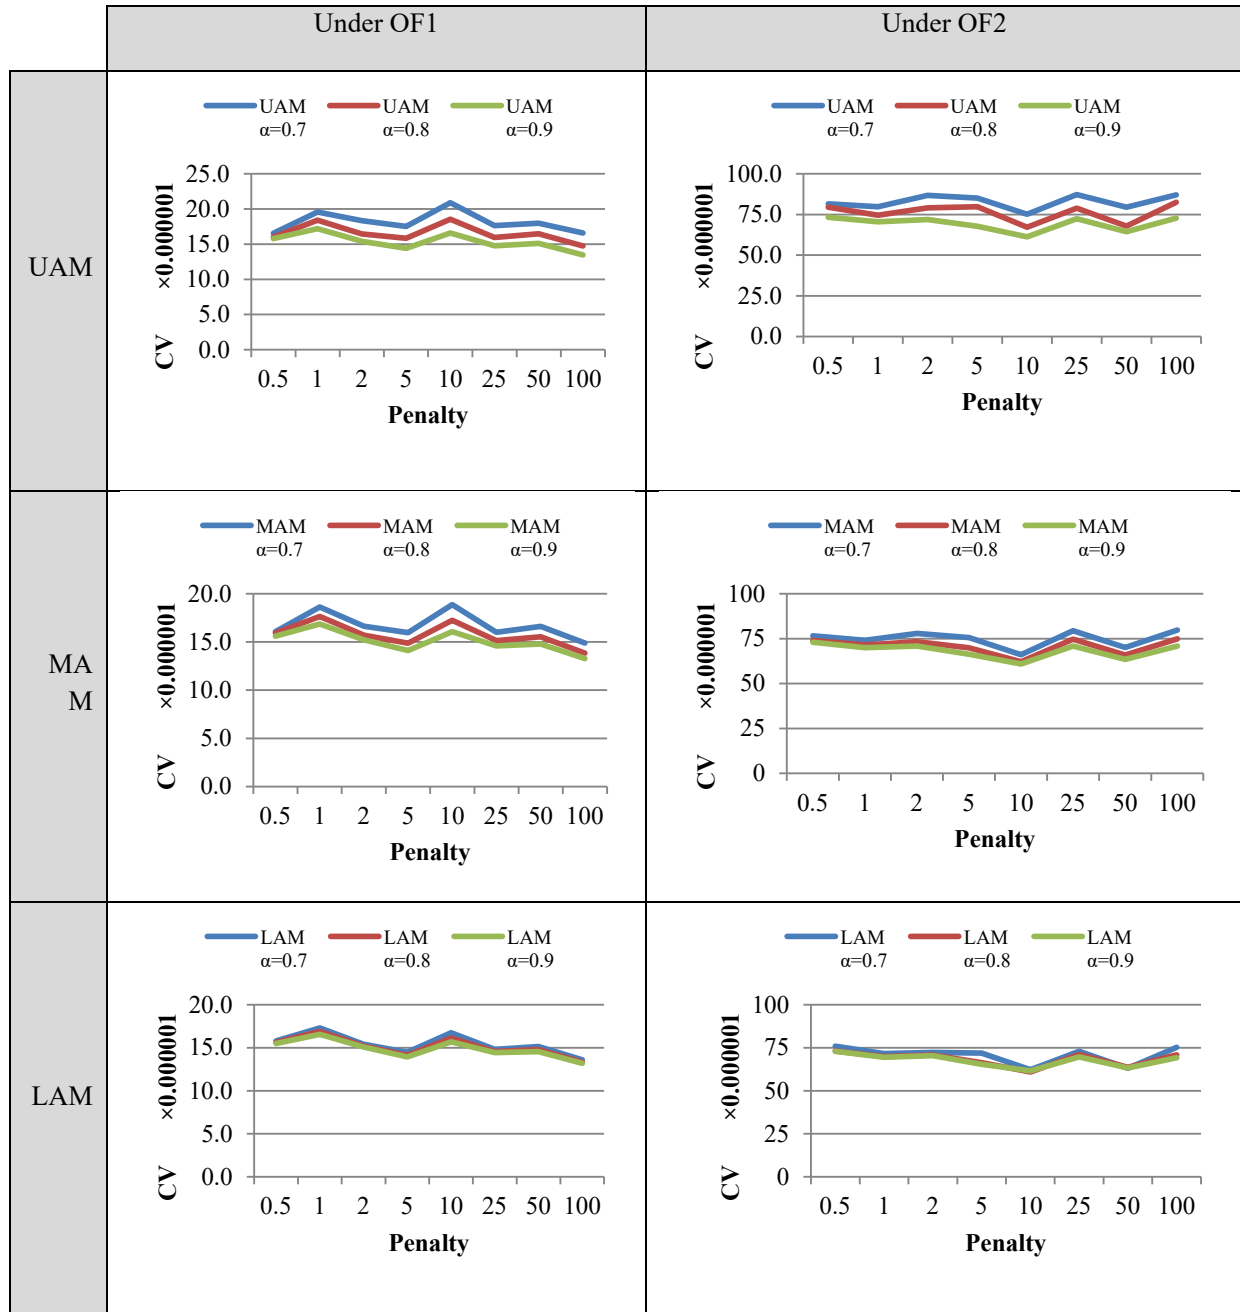 Under OF1
Under OF2
UAM
UAM UAM UAM
α=0.7 α=0.8 α=0.9
CV ×0.000001
25.0
20.0
15.0
10.0
5.0
0.0
0.5 1 2 5 10 25 50 100
Penalty
UAM UAM UAM
α=0.7 α=0.8 α=0.9
CV ×0.000001
100.0
75.0
50.0
25.0
0.0
0.5 1 2 5 10 25 50 100
Penalty
MA
M
MAM MAM MAM
α=0.7 α=0.8 α=0.9
CV ×0.000001
20.0
15.0
10.0
5.0
0.0
0.5 1 2 5 10 25 50 100
Penalty
MAM MAM MAM
α=0.7 α=0.8 α=0.9
CV ×0.000001
100
75
50
25
0
0.5 1 2 5 10 25 50 100
Penalty
LAM
LAM LAM LAM
α=0.7 α=0.8 α=0.9
CV ×0.000001
20.0
15.0
10.0
5.0
0.0
0.5 1 2 5 10 25 50 100
Penalty
LAM LAM LAM
α=0.7 α=0.8 α=0.9
CV ×0.000001
100
75
50
25
0
0.5 1 2 5 10 25 50 100
Penalty